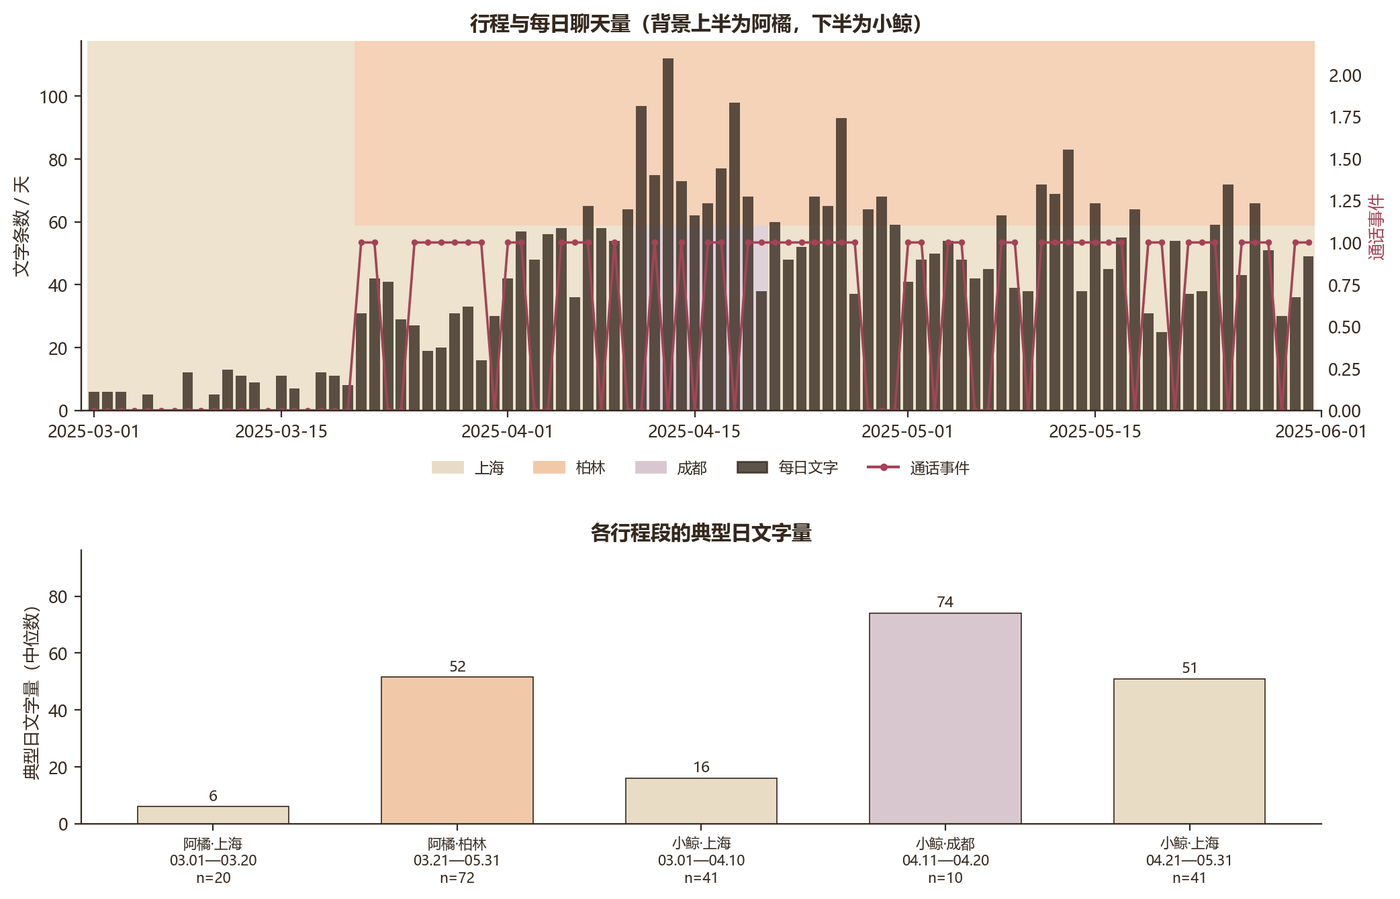 行程与每日聊天量（背景上半为阿橘，下半为小鲸）
文字条数 / 天
100
80
60
40
20
0
2.00
1.75
1.50
1.25
1.00
0.75
0.50
0.25
0.00
通话事件
2025-03-01
2025-03-15
2025-04-01
2025-04-15
2025-05-01
2025-05-15
2025-06-01
上海
柏林
成都
每日文字
通话事件
各行程段的典型日文字量
典型日文字量（中位数）
80
60
40
20
0
6
52
16
74
51
阿橘·上海
03.01—03.20
n=20
阿橘·柏林
03.21—05.31
n=72
小鲸·上海
03.01—04.10
n=41
小鲸·成都
04.11—04.20
n=10
小鲸·上海
04.21—05.31
n=41